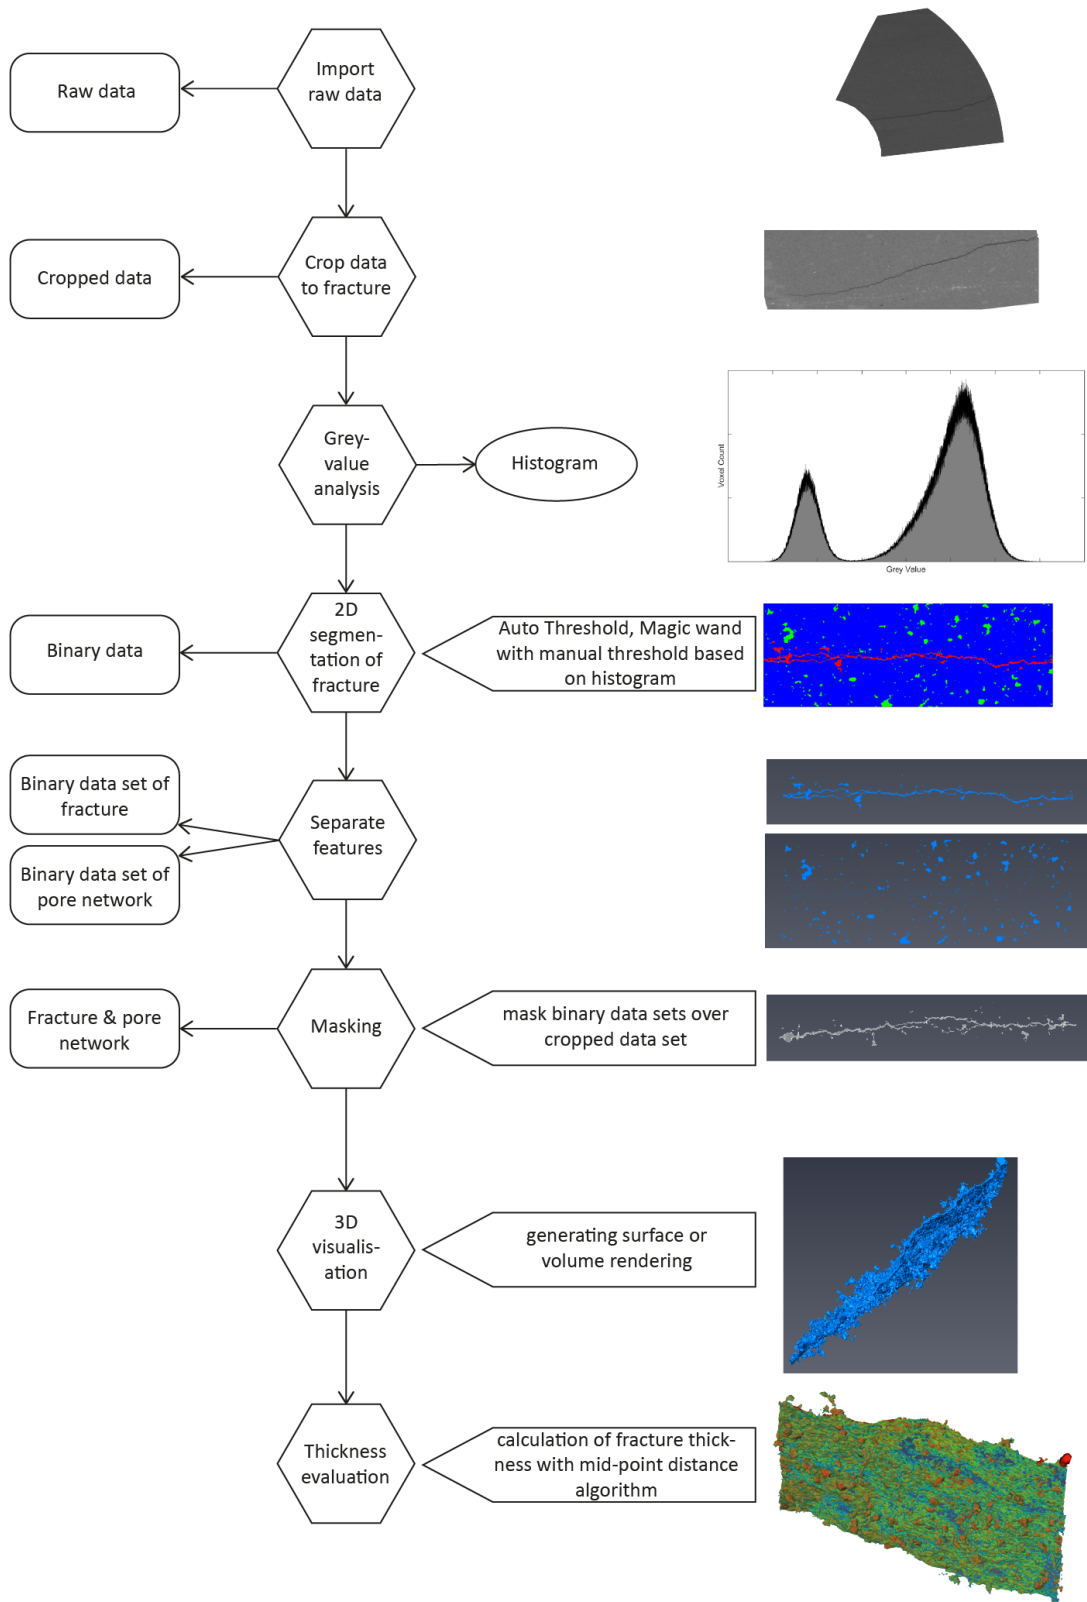 Import
raw data
Raw data
Crop data
to fracture
Cropped data
Grey-
value
analysis
Histogram
Voxel Count
Grey Value
2D
segmen-
tation of
fracture
Binary data
Auto Threshold, Magic wand
with manual threshold based
on histogram
Separate
features
Binary data set of
fracture
Binary data set of
pore network
Masking
Fracture & pore
network
mask binary data sets over
cropped data set
3D
visualis-
ation
generating surface or
volume rendering
Thickness
evaluation
calculation of fracture thick-
ness with mid-point distance
algorithm